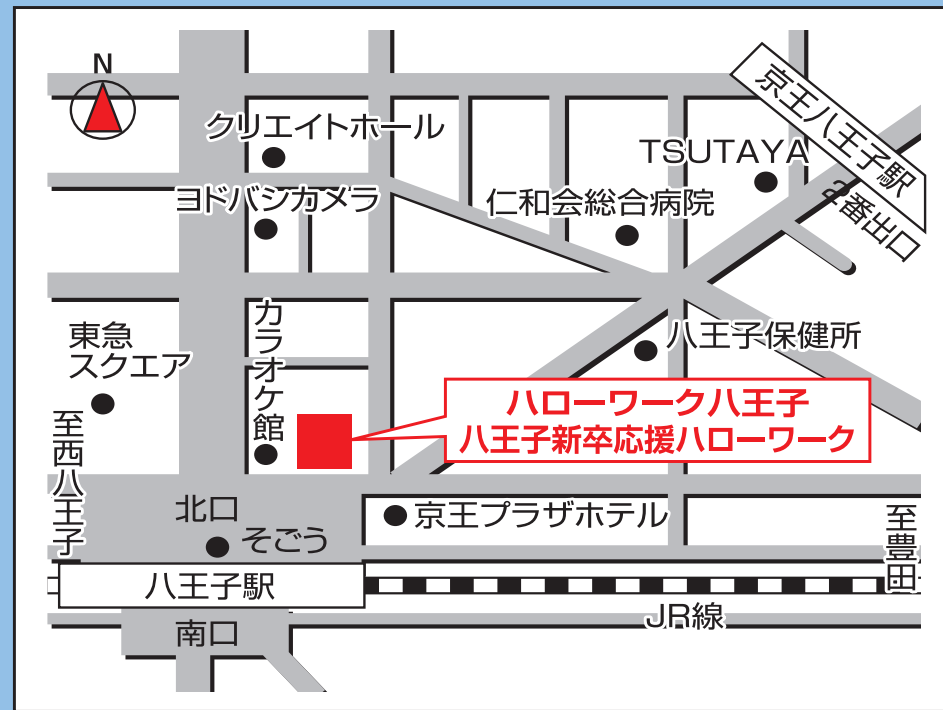 N
京王八王子駅
クリエイトホール
TSUTAYA
ヨドバシカメラ
仁和会総合病院
2番出口
東急
スクエア
カラオケ館
八王子保健所
ハローワーク八王子
八王子新卒応援ハローワーク
至西八王子
北口
京王プラザホテル
至豊田
そごう
八王子駅
JR線
南口